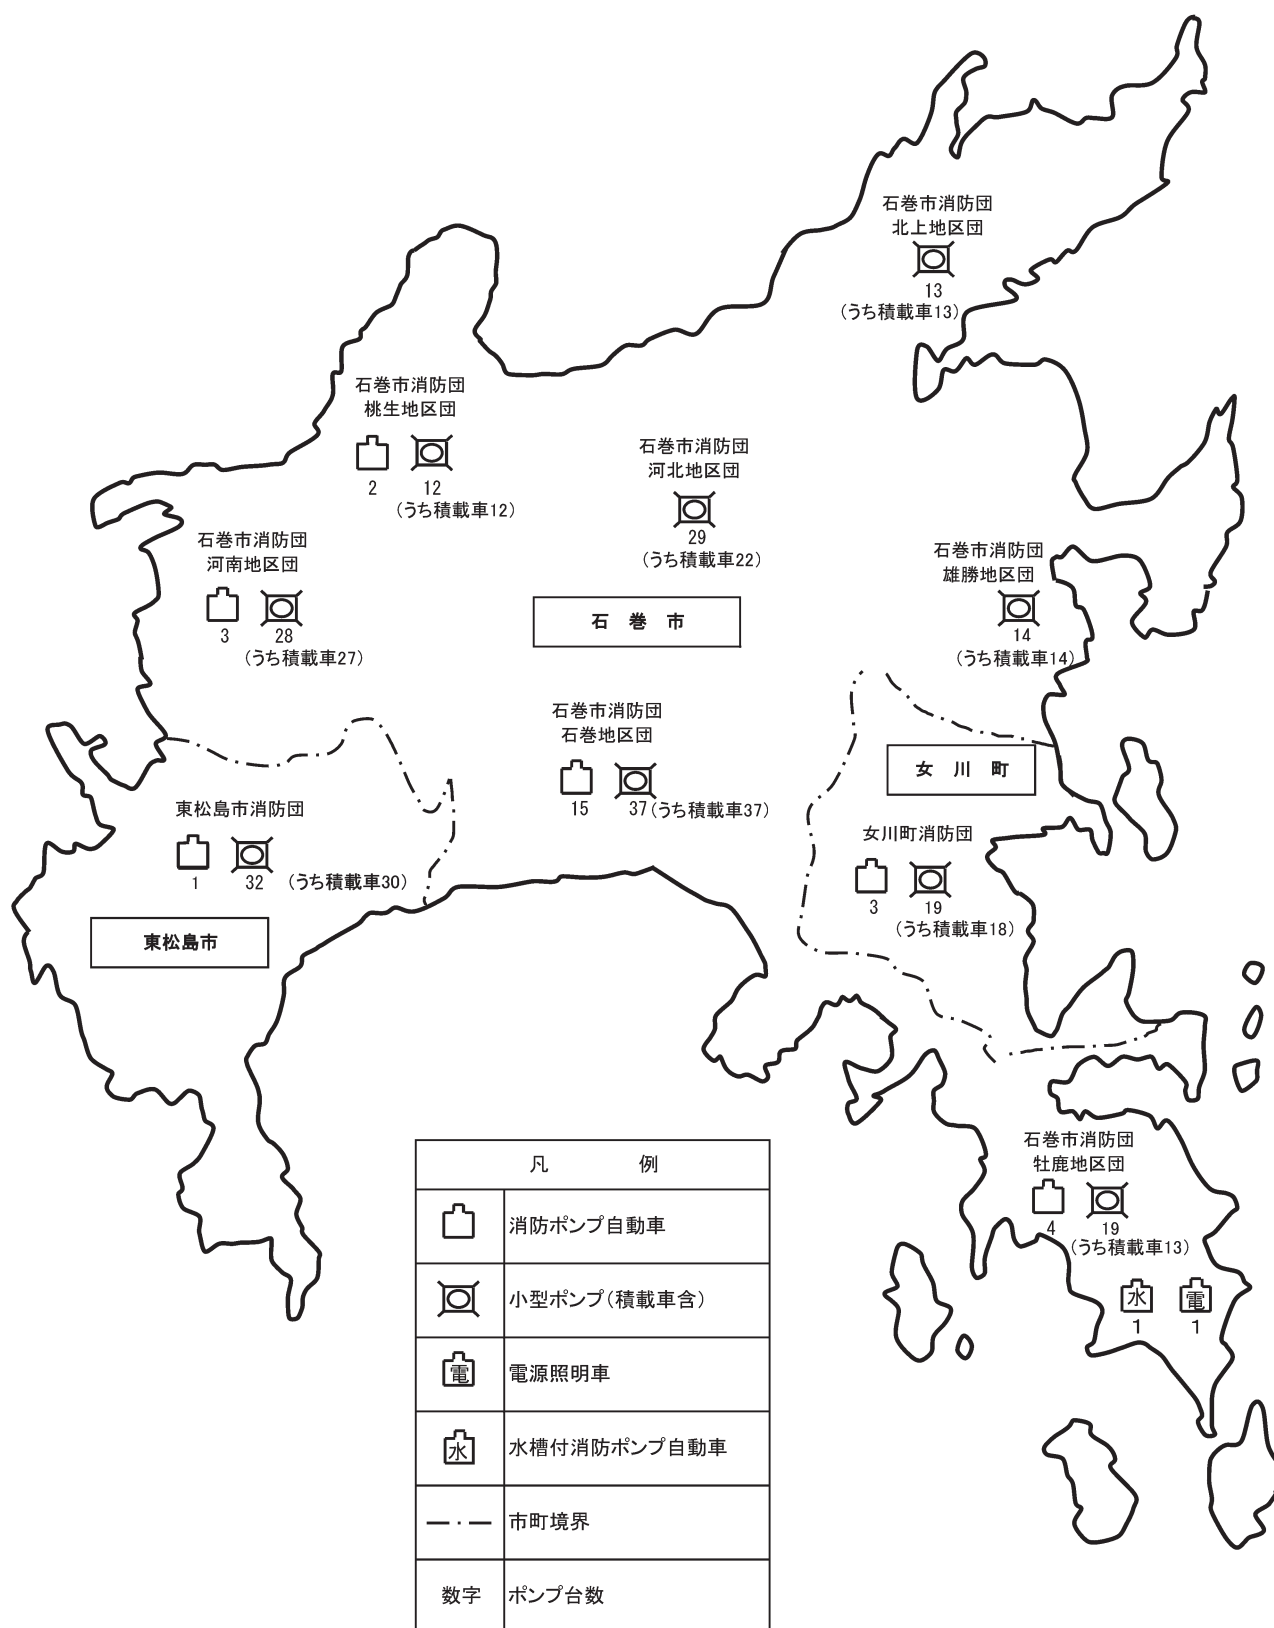 石巻市消防団
北上地区団
13
(うち積載車13)
石巻市消防団
桃生地区団
2
12
(うち積載車12)
石巻市消防団
河北地区団
29
(うち積載車22)
石巻市消防団
河南地区団
3
28
(うち積載車27)
石巻市消防団
雄勝地区団
14
(うち積載車14)
石巻市
石巻市消防団
石巻地区団
15
37(うち積載車37)
女川町
女川町消防団
3
19
(うち積載車18)
東松島市消防団
1
32
(うち積載車30)
東松島市
石巻市消防団
牡鹿地区団
4
19
(うち積載車13)
水
電
1
1
凡例
消防ポンプ自動車
小型ポンプ(積載車含)
電 電源照明車
水 水槽付消防ポンプ自動車
市町境界
数字 ポンプ台数